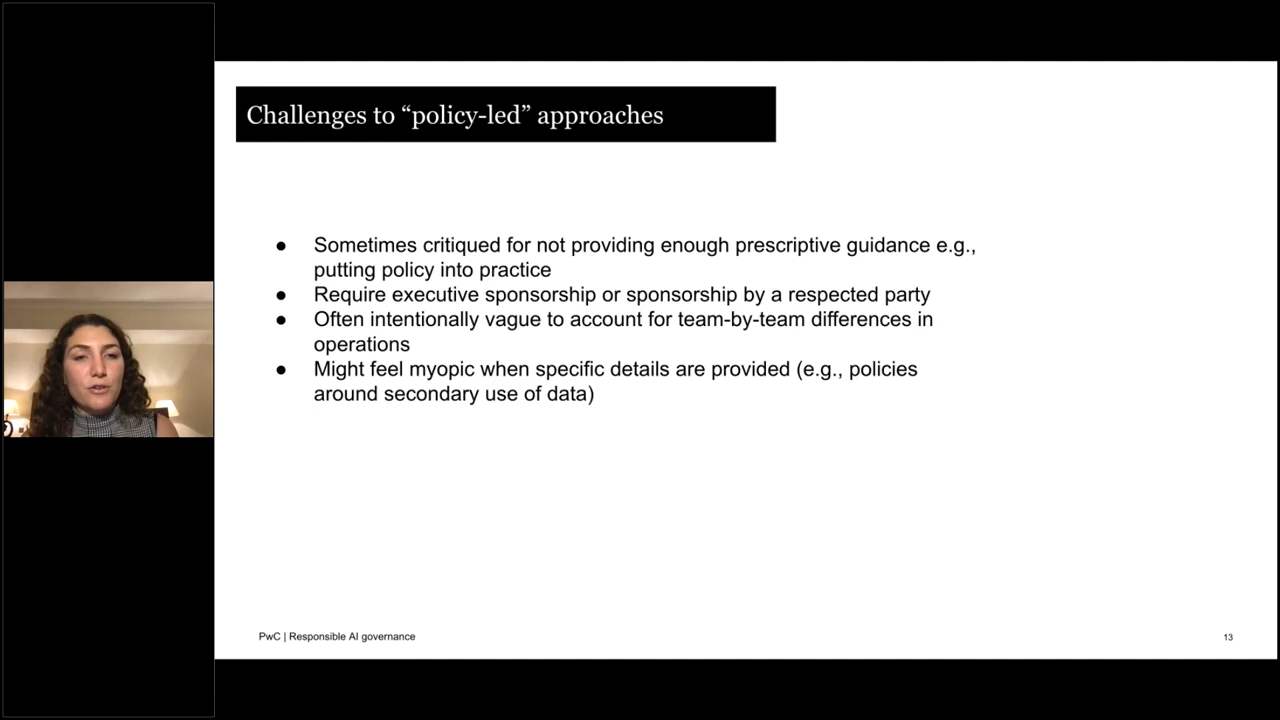 Challenges to “policy-led” approaches
● Sometimes critiqued for not providing enough prescriptive guidance e.g.,
putting policy into practice
● Require executive sponsorship or sponsorship by a respected party
● Often intentionally vague to account for team-by-team differences in
operations
● Might feel myopic when specific details are provided (e.g., policies
around secondary use of data)
PwC | Responsible AI governance
13